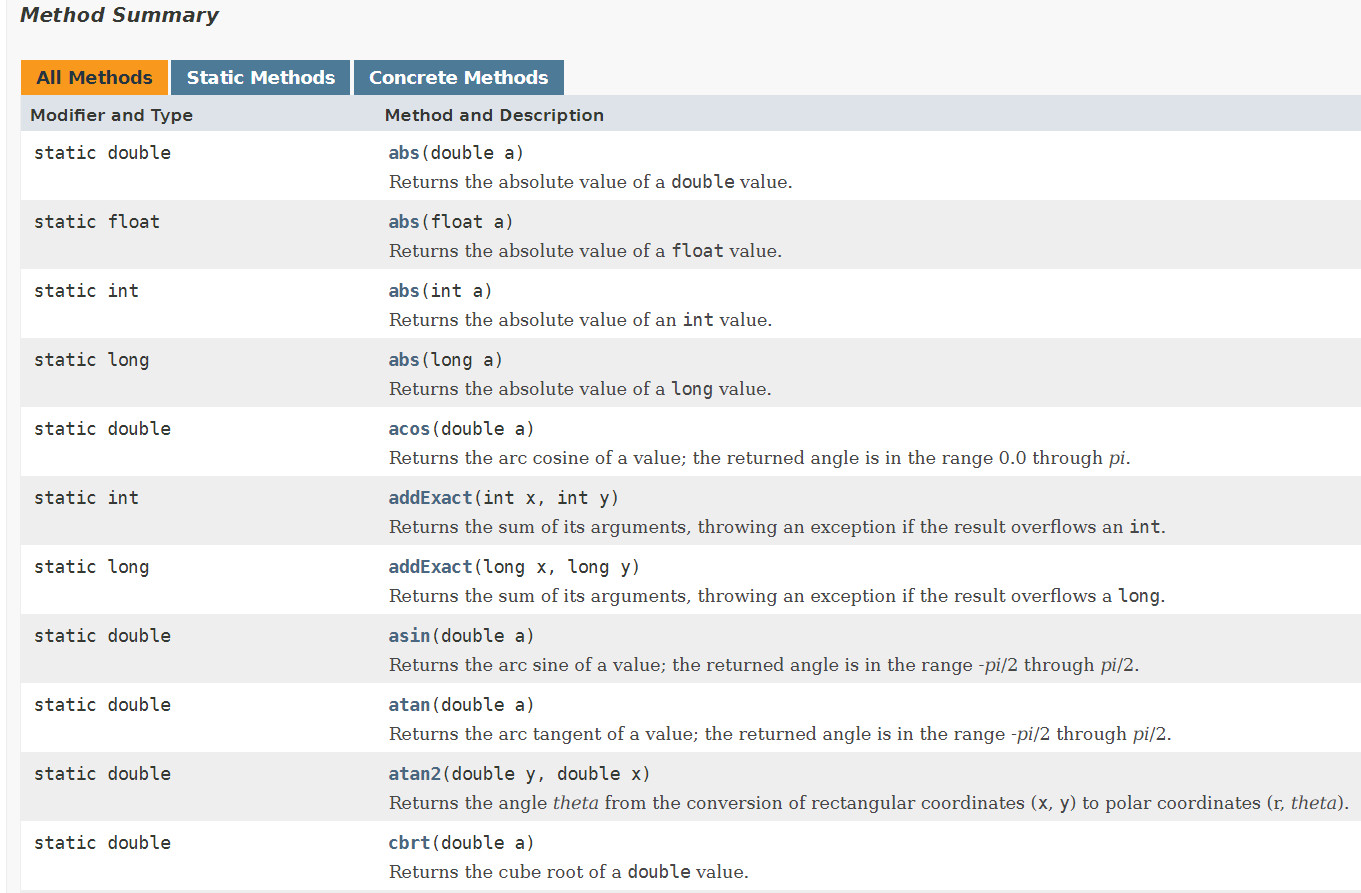 Method Summary
All Methods Static Methods Concrete Methods
Modifier and Type Method and Description
static double abs(double a)
Returns the absolute value of a double value.
static float abs(float a)
Returns the absolute value of a float value.
static int abs(int a)
Returns the absolute value of an int value.
static long abs(long a)
Returns the absolute value of a long value.
static double acos(double a)
Returns the arc cosine of a value; the returned angle is in the range 0.0 through pi.
static int addExact(int x, int y)
Returns the sum of its arguments, throwing an exception if the result overflows an int.
static long addExact(long x, long y)
Returns the sum of its arguments, throwing an exception if the result overflows a long.
static double asin(double a)
Returns the arc sine of a value; the returned angle is in the range -pi/2 through pi/2.
static double atan(double a)
Returns the arc tangent of a value; the returned angle is in the range -pi/2 through pi/2.
static double atan2(double y, double x)
Returns the angle theta from the conversion of rectangular coordinates (x, y) to polar coordinates (r, theta).
static double cbrt(double a)
Returns the cube root of a double value.